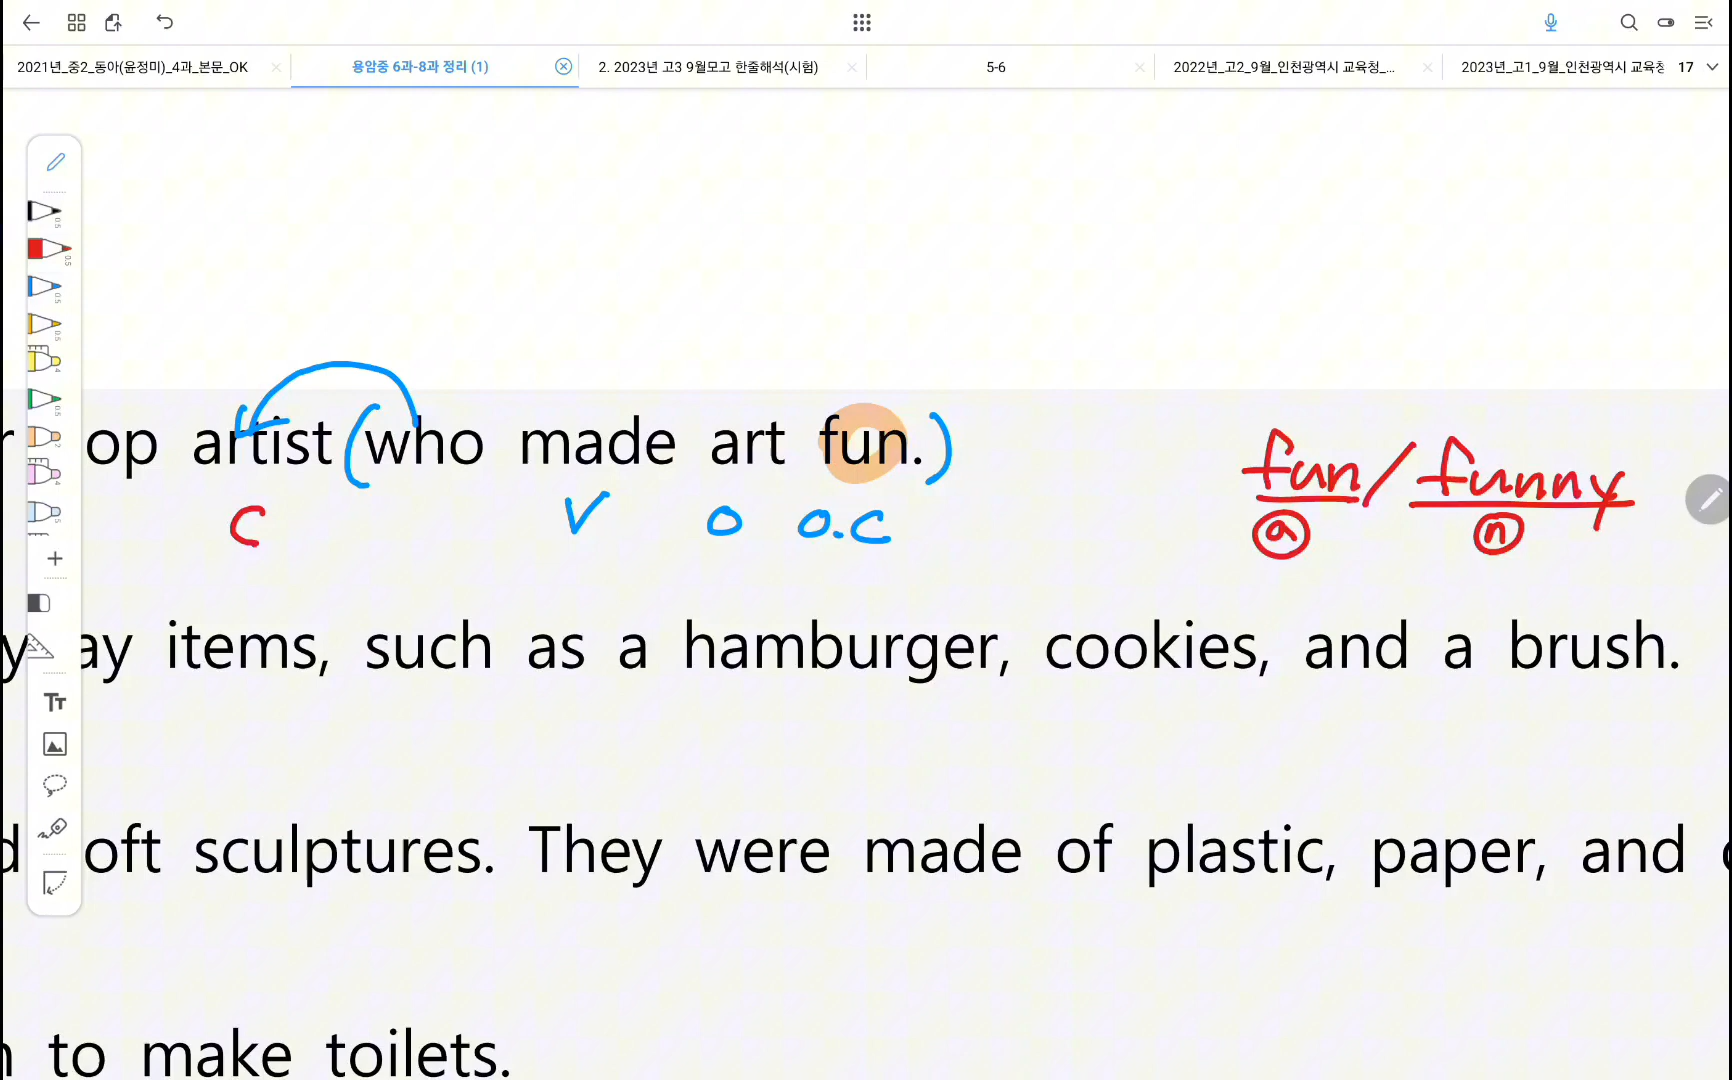 2021년_중2_동아(윤정미)_4과_본문_OK
용암중 6과-8과 정리 (1)
2. 2023년 고3 9월모고 한줄해석(시험)
5-6
2022년_고2_9월_인천광역시 교육청_...
2023년_고1_9월_인천광역시 교육청
17
op artist (who made art fun.)
C V O O.C
fun / funny
a n
ay items, such as a hamburger, cookies, and a brush.
oft sculptures. They were made of plastic, paper, and
to make toilets.
TT